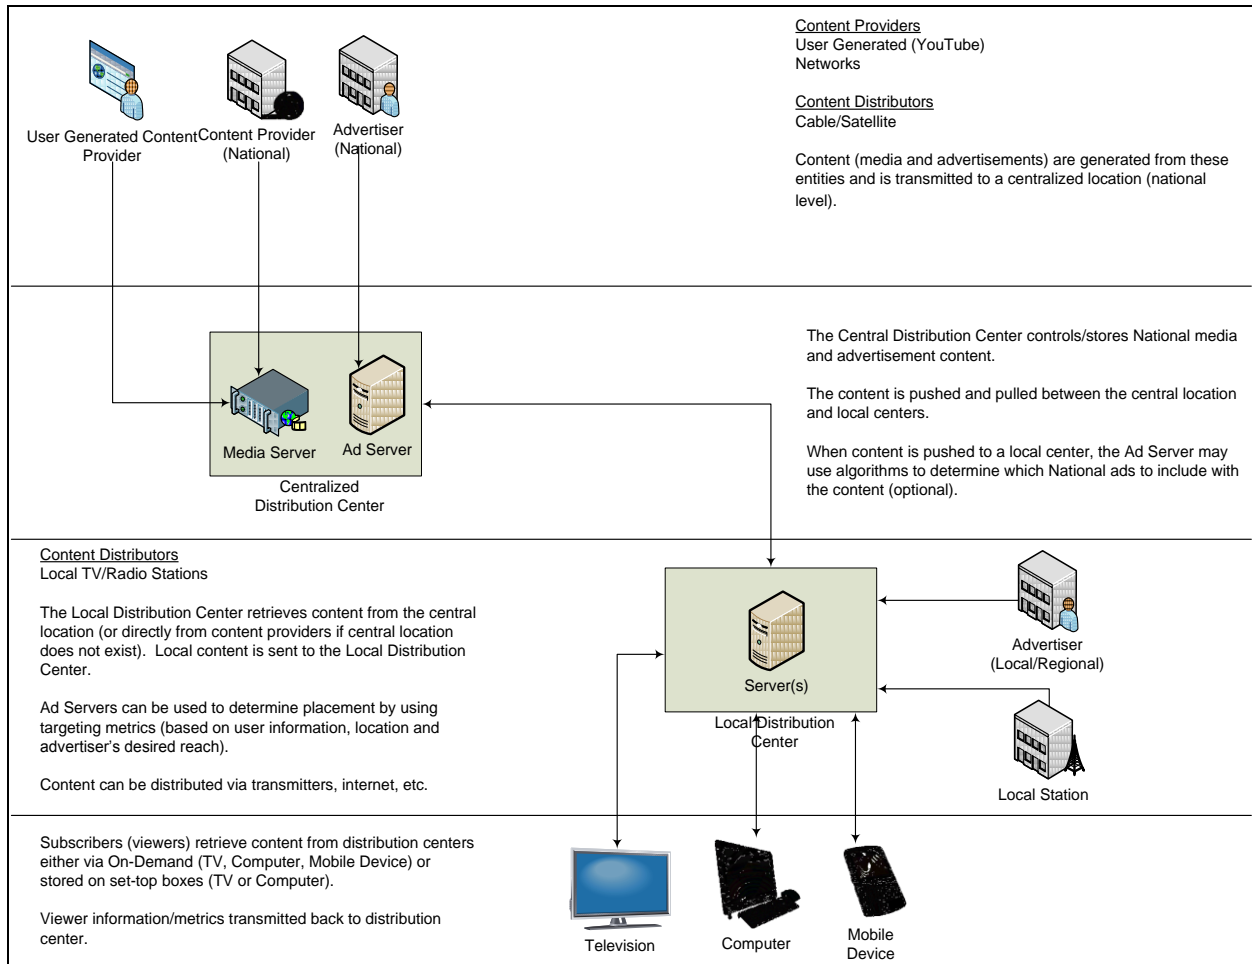 User Generated Content
Provider
Content Provider
(National)
Advertiser
(National)
Content Providers
User Generated (YouTube)
Networks
Content Distributors
Cable/Satellite
Content (media and advertisements) are generated from these
entities and is transmitted to a centralized location (national
level).
Media Server
Ad Server
Centralized
Distribution Center
The Central Distribution Center controls/stores National media
and advertisement content.
The content is pushed and pulled between the central location
and local centers.
When content is pushed to a local center, the Ad Server may
use algorithms to determine which National ads to include with
the content (optional).
Content Distributors
Local TV/Radio Stations
The Local Distribution Center retrieves content from the central
location (or directly from content providers if central location
does not exist).  Local content is sent to the Local Distribution
Center.
Ad Servers can be used to determine placement by using
targeting metrics (based on user information, location and
advertiser's desired reach).
Content can be distributed via transmitters, internet, etc.
Server(s)
Local Distribution
Center
Advertiser
(Local/Regional)
Local Station
Subscribers (viewers) retrieve content from distribution centers
either via On-Demand (TV, Computer, Mobile Device) or
stored on set-top boxes (TV or Computer).
Viewer information/metrics transmitted back to distribution
center.
Television
Computer
Mobile
Device